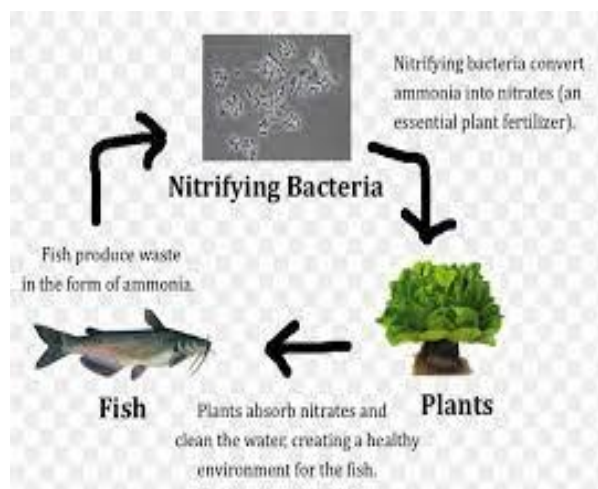 Nitrifying bacteria convert
ammonia into nitrates (an
essential plant fertilizer).
Nitrifying Bacteria
Fish produce waste
in the form of ammonia.
Fish
Plants
Plants absorb nitrates and
clean the water, creating a healthy
environment for the fish.